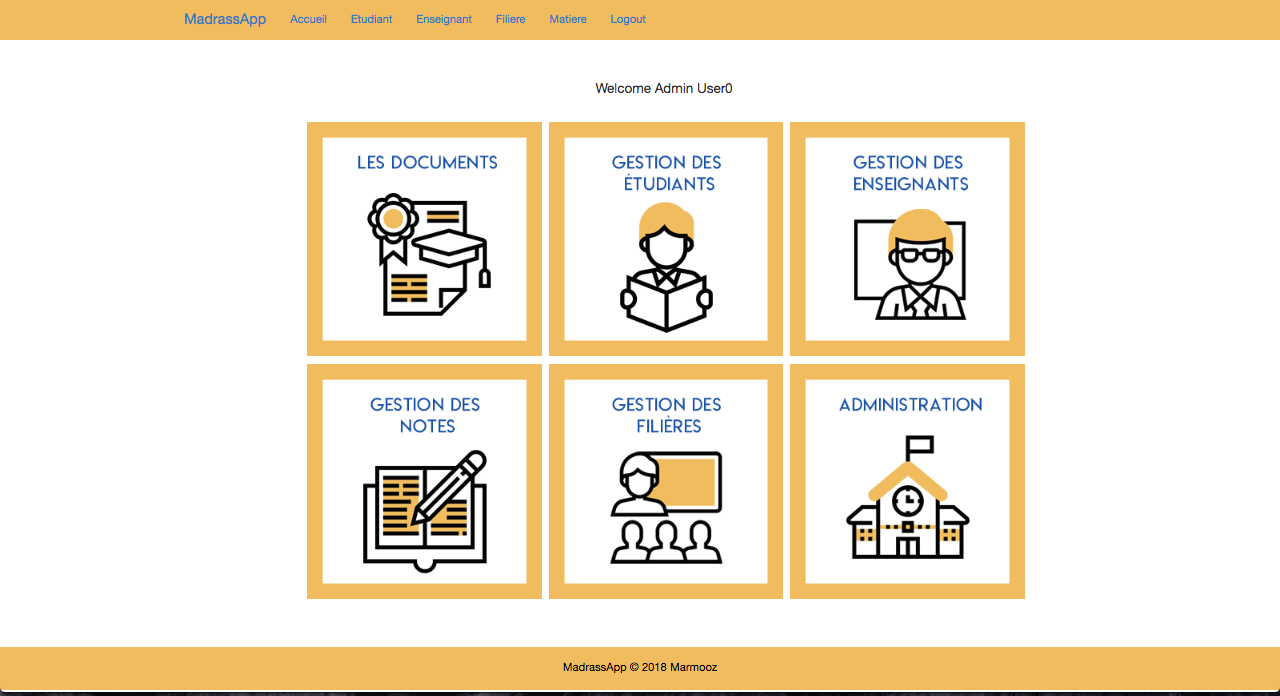 MadrassApp Accueil Etudiant Enseignant Filiere Matiere Logout
Welcome Admin User0
LES DOCUMENTS
GESTION DES
ÉTUDIANTS
GESTION DES
ENSEIGNANTS
GESTION DES
NOTES
GESTION DES
FILIÈRES
ADMINISTRATION
MadrassApp © 2018 Marmooz